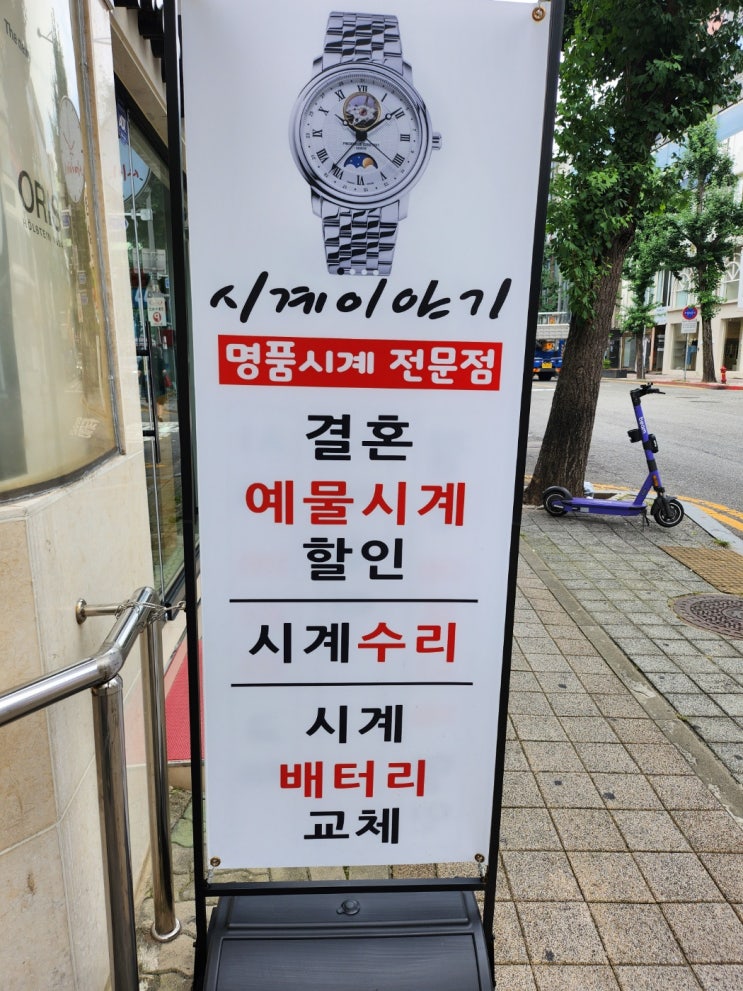 시계이야기
명품시계 전문점
결혼
예물시계
할인
시계수리
시계
배터리
교체